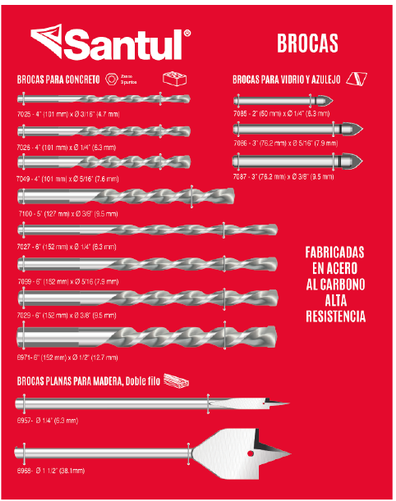 Santul®
BROCAS
BROCAS PARA CONCRETO
BROCAS PARA VIDRIO Y AZULEJO
7025 - 4" (101 mm) x Ø 3/16" (4.7 mm)
7026 - 4" (101 mm) x Ø 1/4" (6.3 mm)
7049 - 4" (101 mm) x Ø 5/16" (7.6 mm)
7100 - 5" (127 mm) x Ø 3/8" (9.5 mm)
7027 - 6" (152 mm) x Ø 1/4" (6.3 mm)
7099 - 6" (152 mm) x Ø 5/16 (7.9 mm)
7029 - 6" (152 mm) x Ø 3/8" (9.5 mm)
6971- 6" (152 mm) x Ø 1/2" (12.7 mm)
7085 - 2" (50 mm) x Ø 1/4" (6.3 mm)
7086 - 3" (76.2 mm) x Ø 5/16" (7.9 mm)
7087 - 3" (76.2 mm) x Ø 3/8" (9.5 mm)
FABRICADAS
EN ACERO
AL CARBONO
ALTA
RESISTENCIA
BROCAS PLANAS PARA MADERA, Doble filo
6957- Ø 1/4" (6.3 mm)
6968- Ø 1 1/2" (38.1mm)